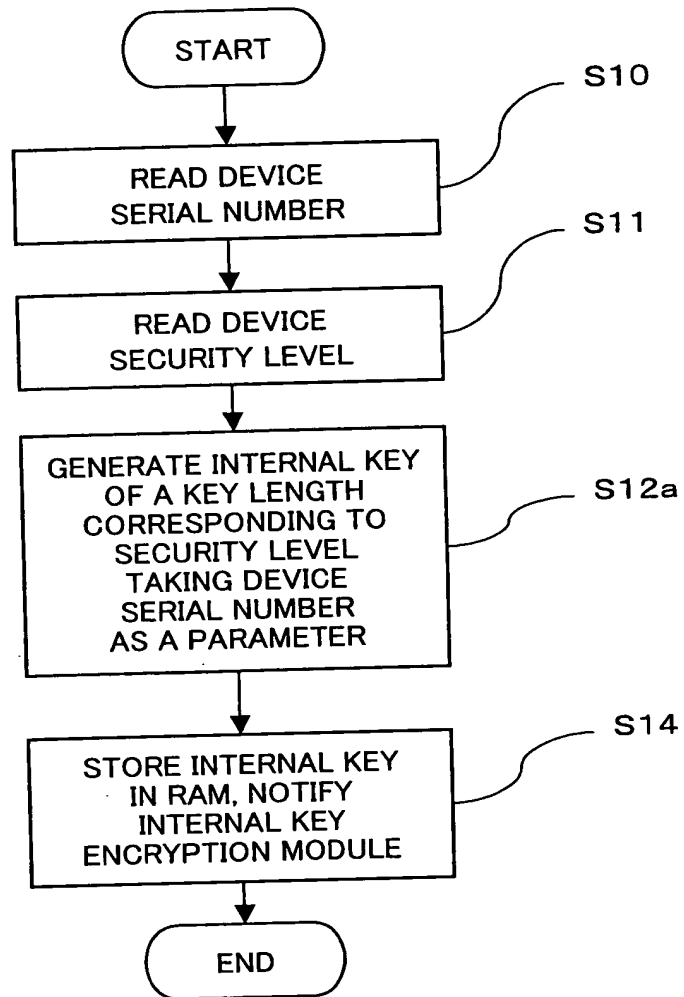 START
S10
READ DEVICE
SERIAL NUMBER
S11
READ DEVICE
SECURITY LEVEL
GENERATE INTERNAL KEY
OF A KEY LENGTH
CORRESPONDING TO
SECURITY LEVEL
TAKING DEVICE
SERIAL NUMBER
AS A PARAMETER
S12a
S14
STORE INTERNAL KEY
IN RAM, NOTIFY
INTERNAL KEY
ENCRYPTION MODULE
END